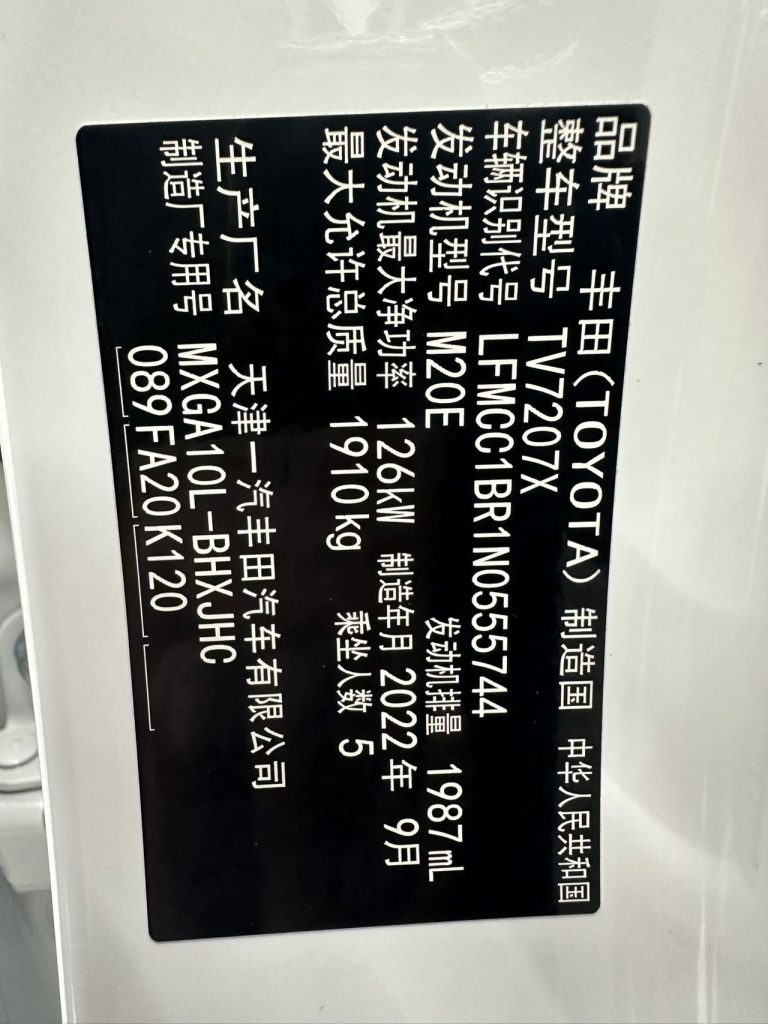 品牌 丰田(TOYOTA) 制造国 中华人民共和国
整车型号 TV7207X
车辆识别代号 LFMCC1BR1N0555744
发动机型号 M20E 发动机排量 1987mL
发动机最大净功率 126kW 制造年月 2022年 9月
最大允许总质量 1910kg 乘坐人数 5
生产厂名 天津一汽丰田汽车有限公司
制造厂专用号 MXGA10L-BHXJHC
089FA20K120